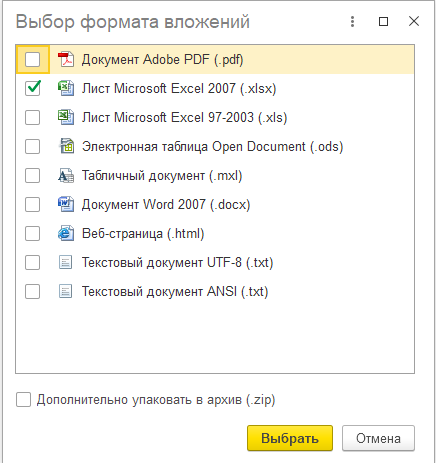 Выбор формата вложений
Документ Adobe PDF (.pdf)
Лист Microsoft Excel 2007 (.xlsx)
Лист Microsoft Excel 97-2003 (.xls)
Электронная таблица Open Document (.ods)
Табличный документ (.mxl)
Документ Word 2007 (.docx)
Веб-страница (.html)
Текстовый документ UTF-8 (.txt)
Текстовый документ ANSI (.txt)
Дополнительно упаковать в архив (.zip)
Выбрать Отмена